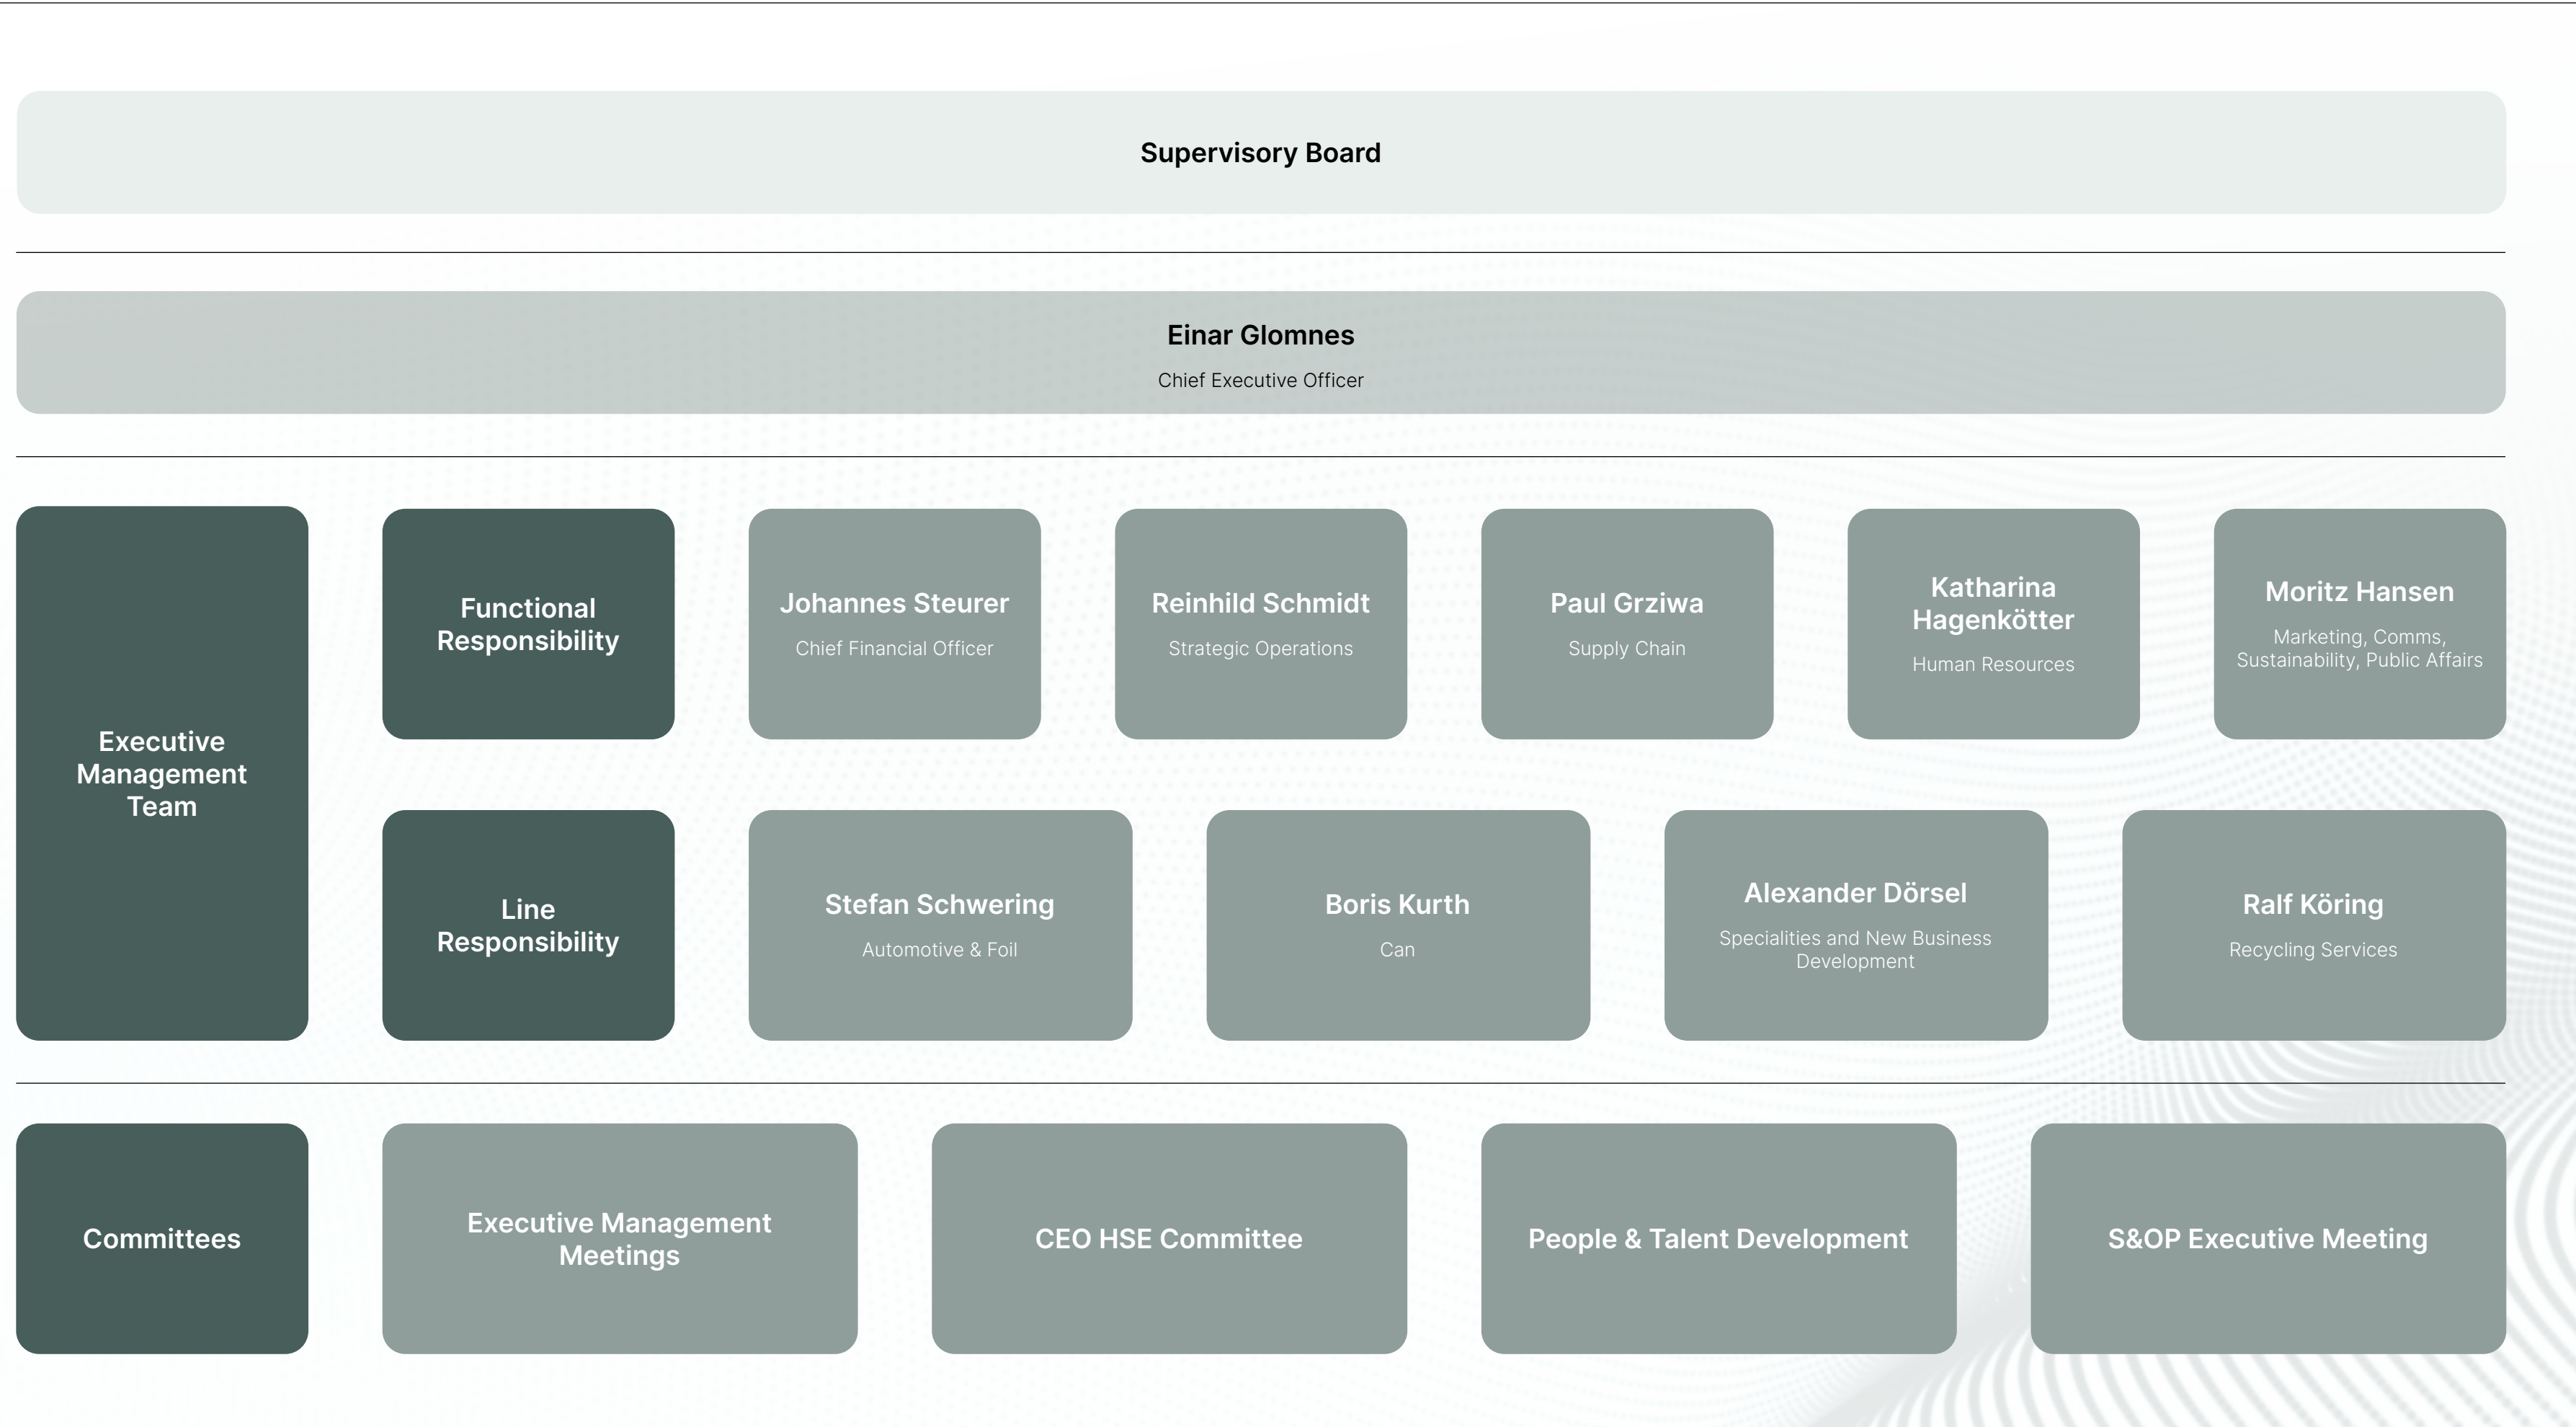 Supervisory Board
Einar Glomnes
Chief Executive Officer
Executive
Management
Team
Functional
Responsibility
Johannes Steurer
Chief Financial Officer
Reinhild Schmidt
Strategic Operations
Paul Grziwa
Supply Chain
Katharina
Hagenkötter
Human Resources
Moritz Hansen
Marketing, Comms,
Sustainability, Public Affairs
Line
Responsibility
Stefan Schwering
Automotive & Foil
Boris Kurth
Can
Alexander Dörsel
Specialities and New Business
Development
Ralf Köring
Recycling Services
Committees
Executive Management
Meetings
CEO HSE Committee
People & Talent Development
S&OP Executive Meeting